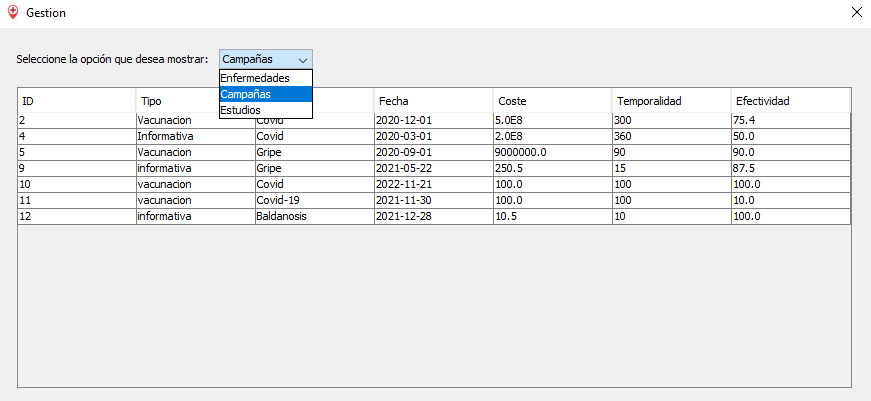 Gestion
Seleccione la opción que desea mostrar: Campañas
Enfermedades
Campañas
Estudios
ID Tipo Fecha Coste Temporalidad Efectividad
2 Vacunacion Covid 2020-12-01 5.0E8 300 75.4
4 Informativa Covid 2020-03-01 2.0E8 360 50.0
5 Vacunacion Gripe 2020-09-01 9000000.0 90 90.0
9 informativa Gripe 2021-05-22 250.5 15 87.5
10 vacunacion Covid 2022-11-21 100.0 100 100.0
11 vacunacion Covid-19 2021-11-30 100.0 100 10.0
12 informativa Baldanosis 2021-12-28 10.5 10 100.0